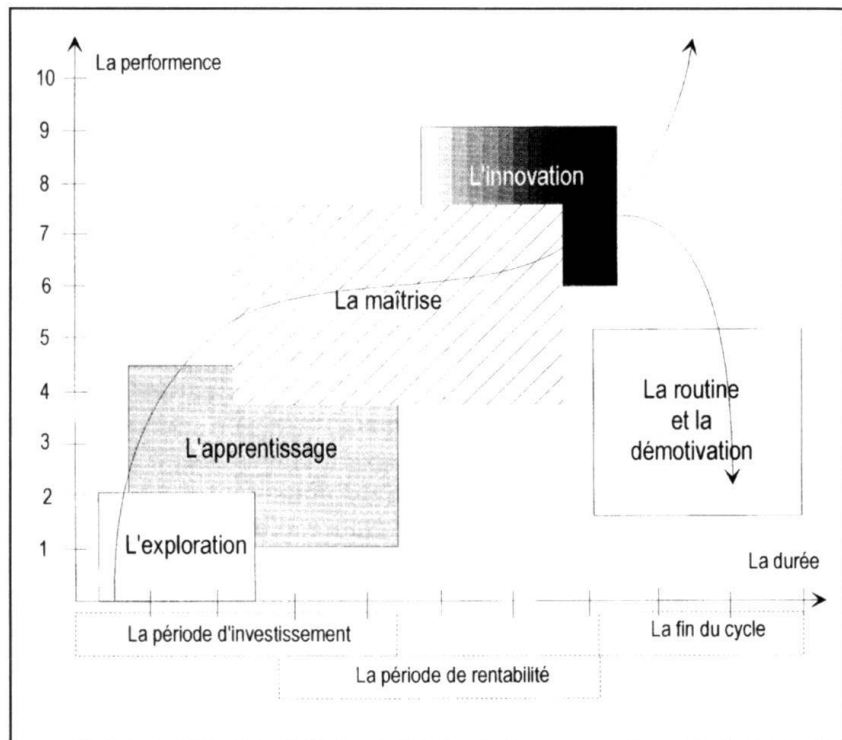 La performence
10
9
8
7
6
5
4
3
2
1
L'innovation
La maîtrise
L'apprentissage
L'exploration
La routine
et la
démotivation
La durée
La période d'investissement
La période de rentabilité
La fin du cycle